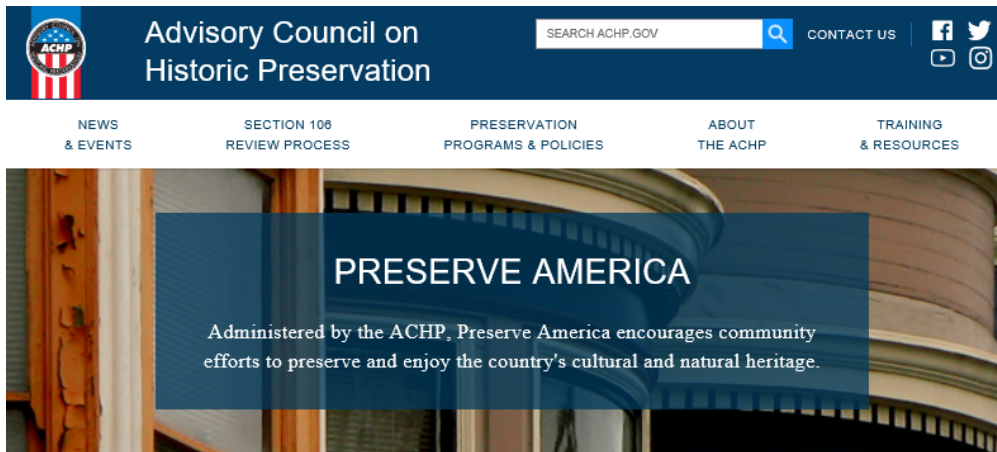 ACHP
Advisory Council on
Historic Preservation
SEARCH ACHP.GOV
CONTACT US
NEWS
& EVENTS
SECTION 106
REVIEW PROCESS
PRESERVATION
PROGRAMS & POLICIES
ABOUT
THE ACHP
TRAINING
& RESOURCES
PRESERVE AMERICA
Administered by the ACHP, Preserve America encourages community
efforts to preserve and enjoy the country's cultural and natural heritage.